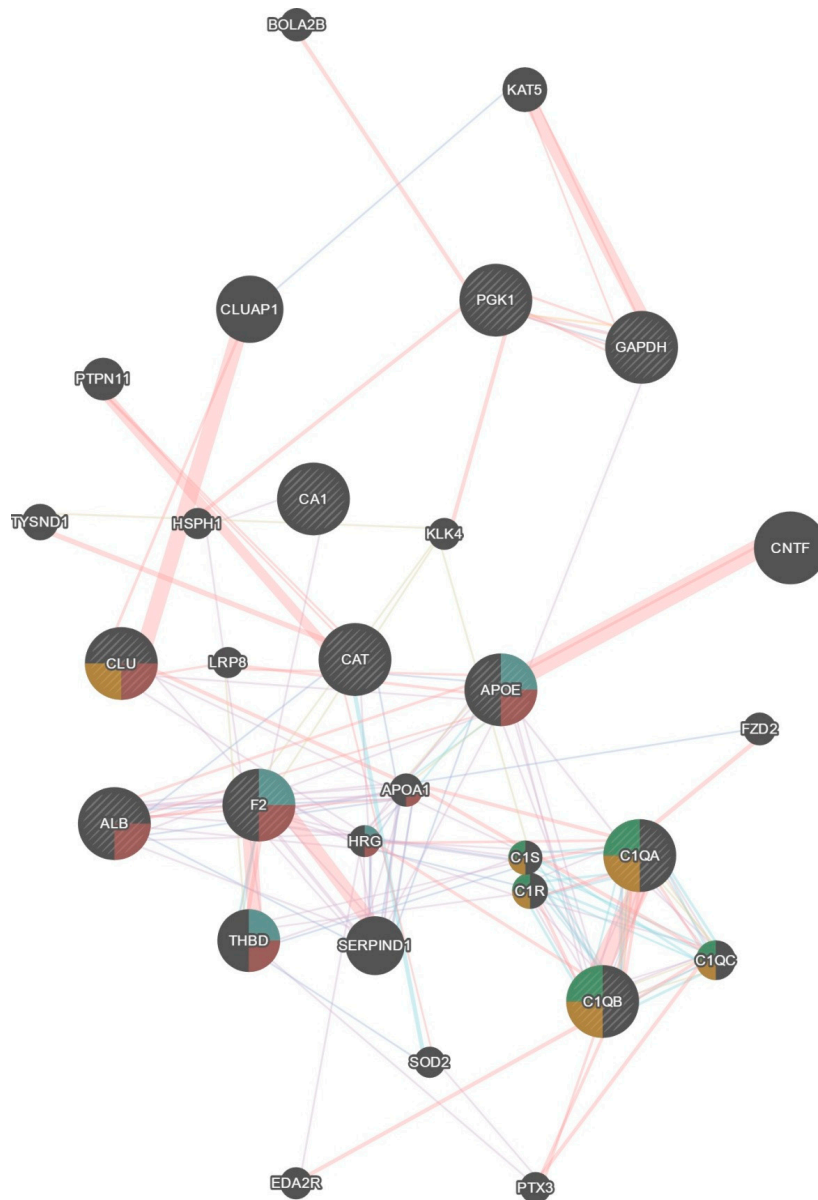 BOLA2B
KAT5
PGK1
CLUAP1
GAPDH
PTPN11
CA1
TYSND1
HSPH1
KLK4
CNTF
CLU
LRP8
CAT
APOE
FZD2
APOA1
F2
ALB
HRG
C1S
C1QA
C1R
THBD
SERPIND1
C1QC
C1QB
SOD2
EDA2R
PTX3